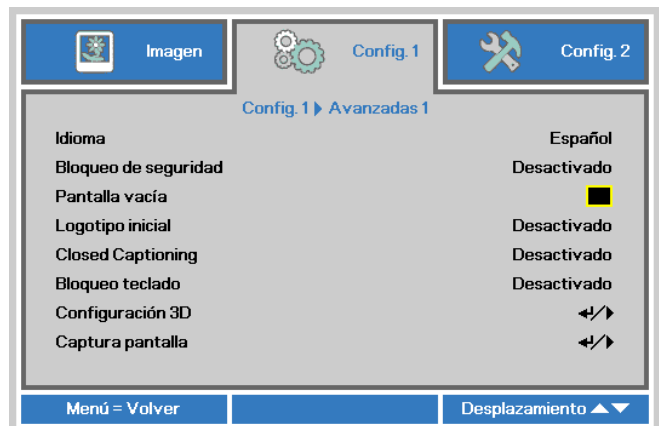 Imagen
Config. 1
Config. 2
Config. 1 Avanzadas 1
Idioma Español
Bloqueo de seguridad Desactivado
Pantalla vacía
Logotipo inicial Desactivado
Closed Captioning Desactivado
Bloqueo teclado Desactivado
Configuración 3D
Captura pantalla
Menú = Volver
Desplazamiento